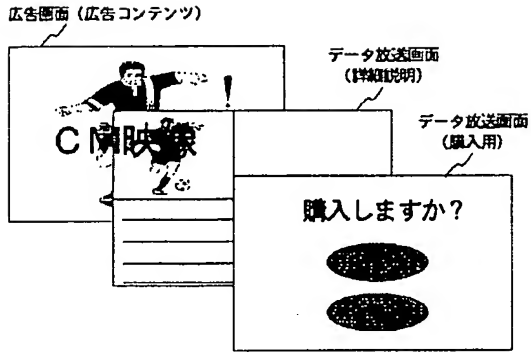 広告画面（広告コンテンツ）
データ放送画面
（詳細説明）
データ放送画面
（購入用）
CM映像
購入しますか？